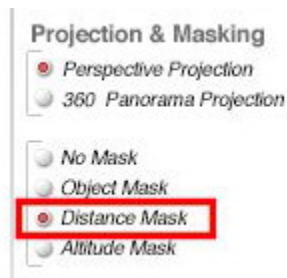 Projection & Masking
Perspective Projection
360 Panorama Projection
No Mask
Object Mask
Distance Mask
Altitude Mask